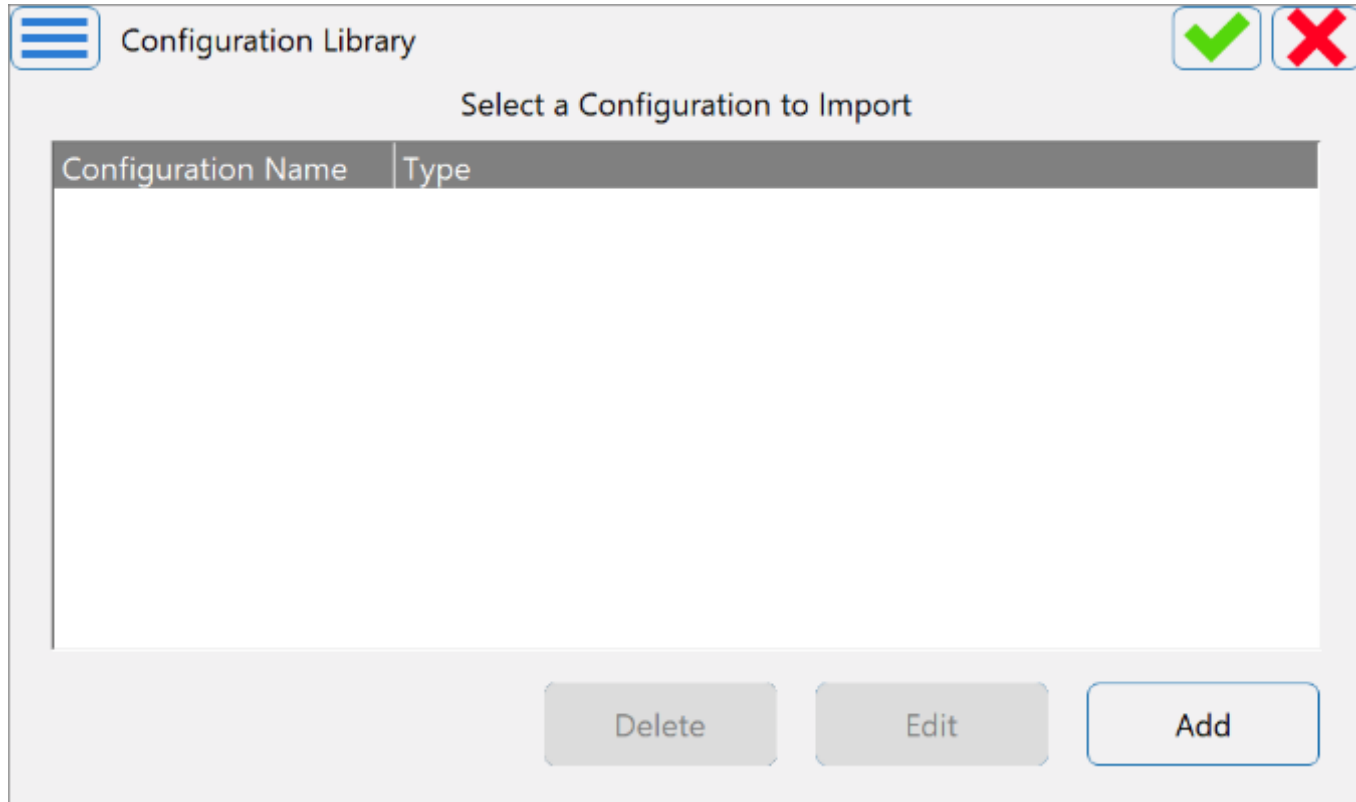 Configuration Library
Select a Configuration to Import
Configuration Name Type
Delete Edit Add